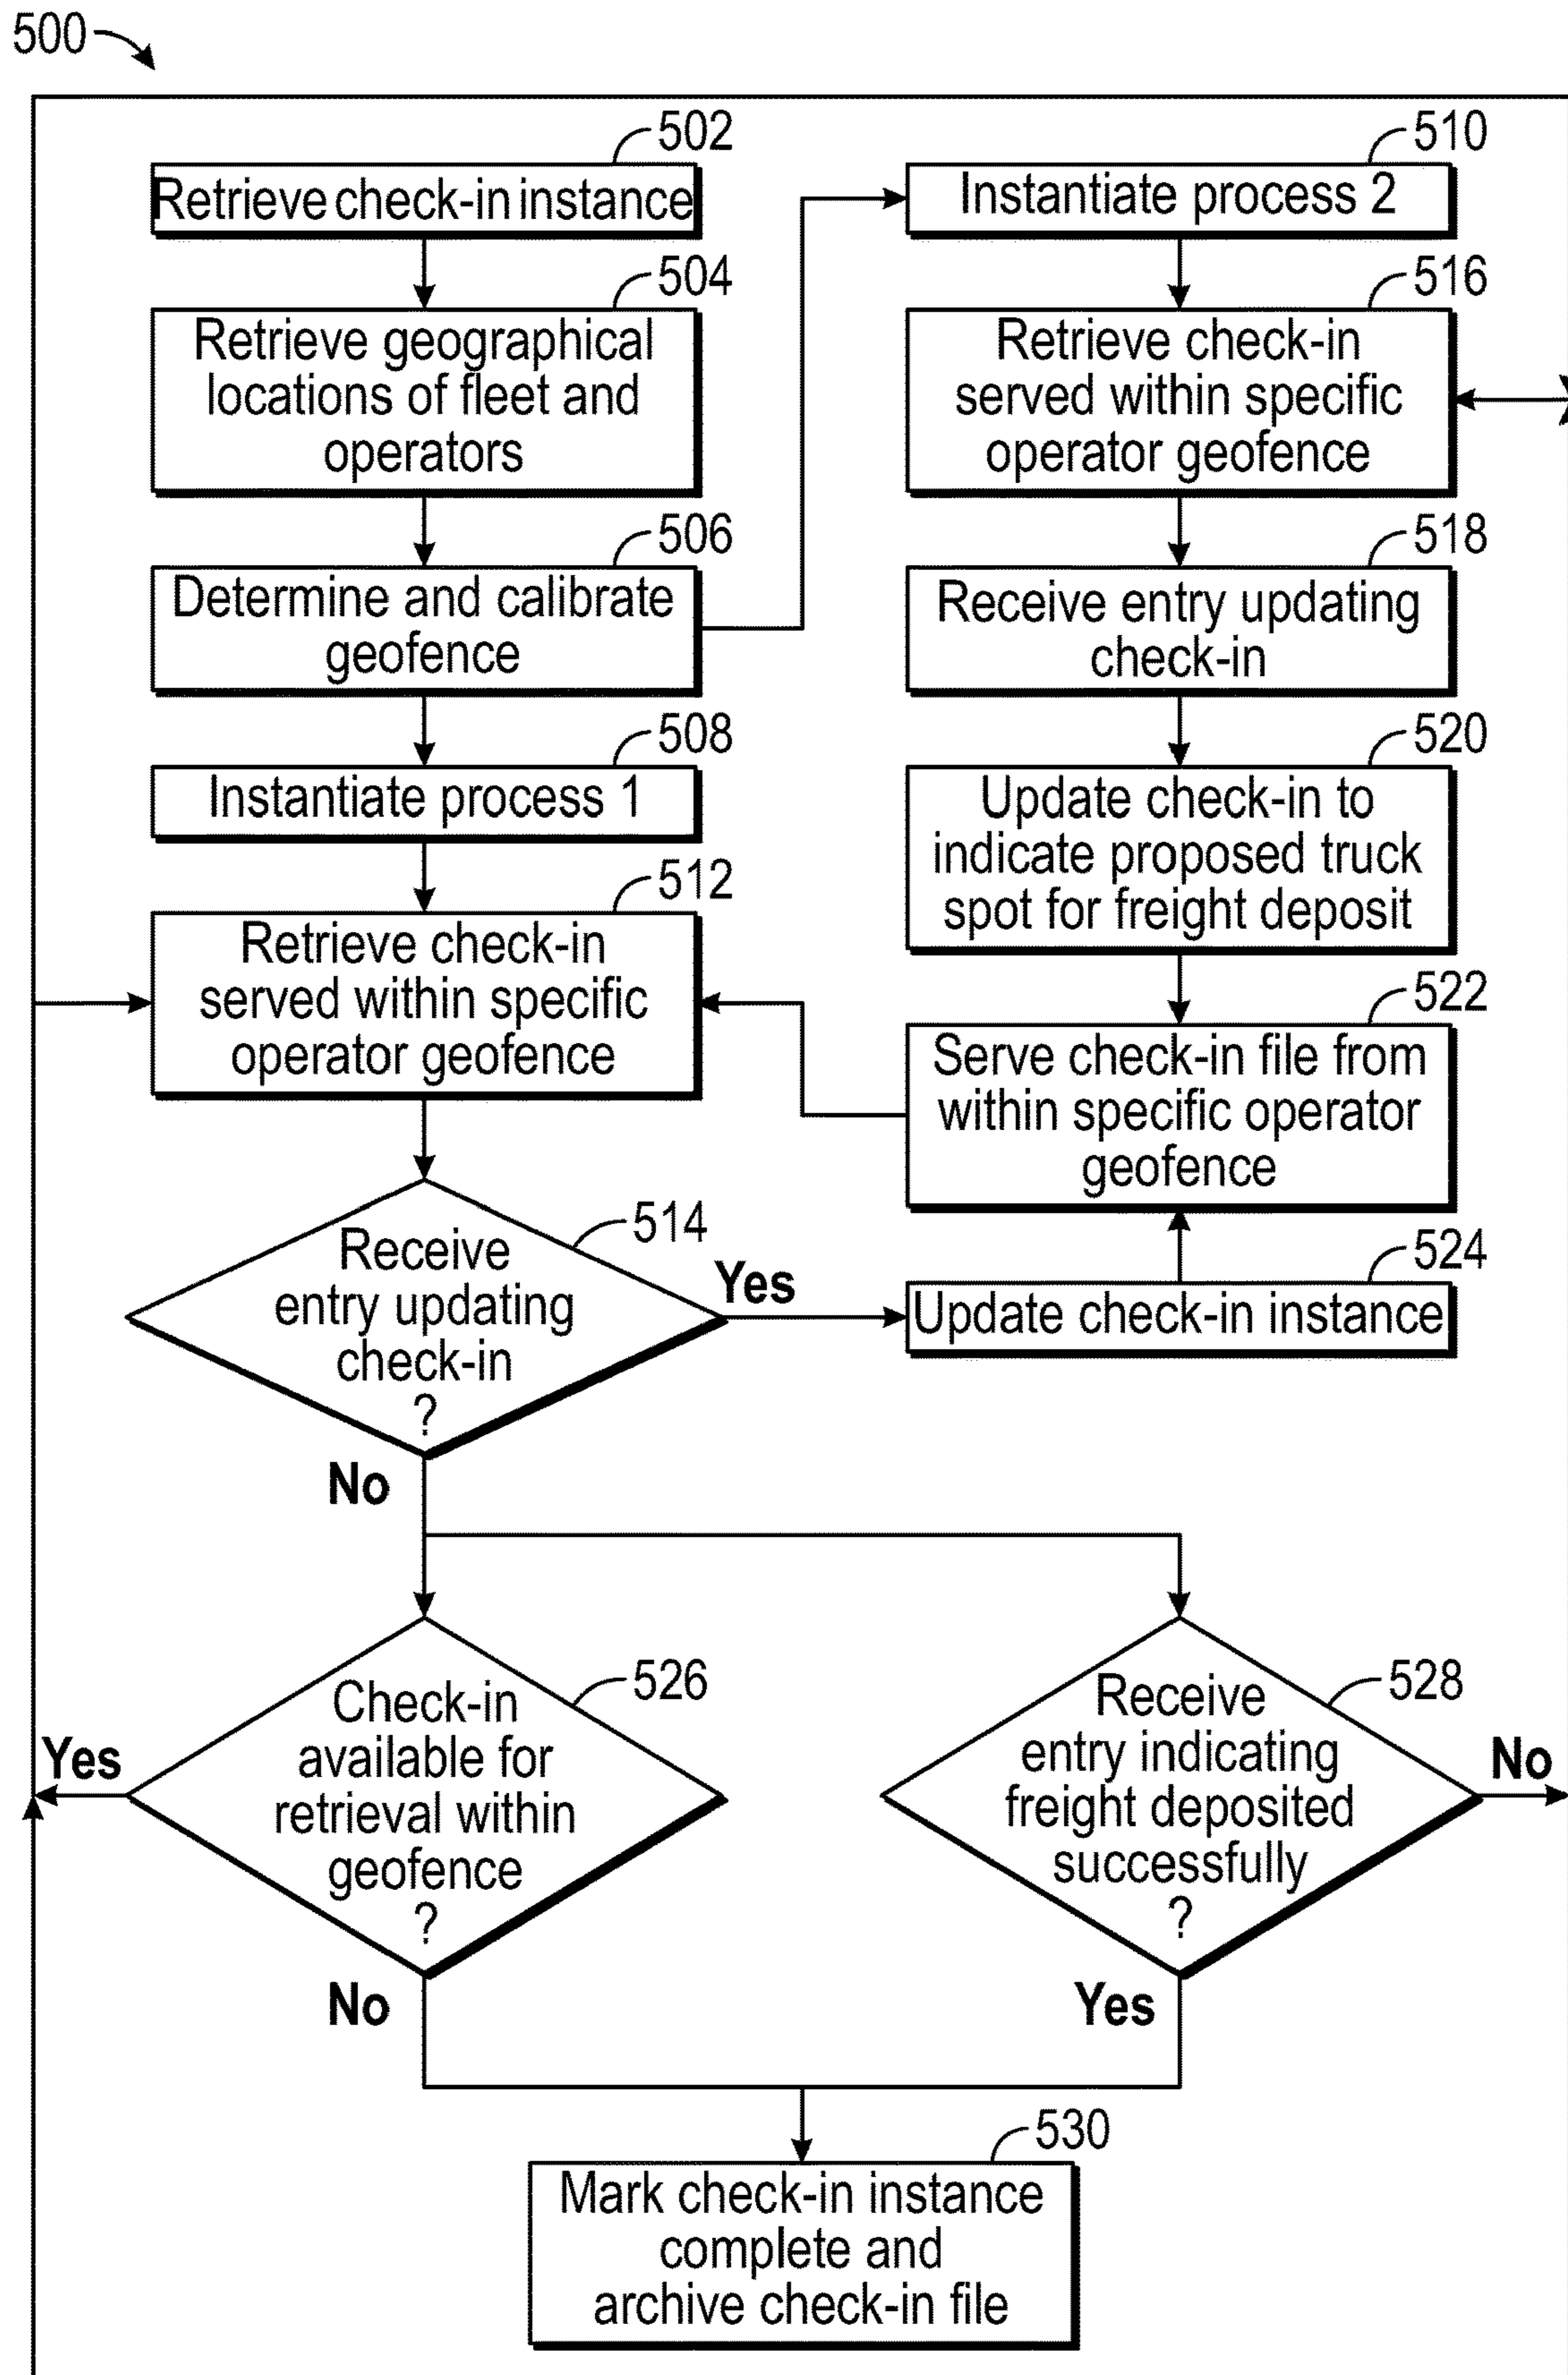 500
502
Retrieve check-in instance
504
Retrieve geographical
locations of fleet and
operators
506
Determine and calibrate
geofence
508
Instantiate process 1
512
Retrieve check-in
served within specific
operator geofence
514
Receive
entry updating
check-in
?
Yes
No
510
Instantiate process 2
516
Retrieve check-in
served within specific
operator geofence
518
Receive entry updating
check-in
520
Update check-in to
indicate proposed truck
spot for freight deposit
522
Serve check-in file from
within specific operator
geofence
524
Update check-in instance
526
Check-in
available for
retrieval within
geofence
?
Yes
No
528
Receive
entry indicating
freight deposited
successfully
?
No
Yes
530
Mark check-in instance
complete and
archive check-in file